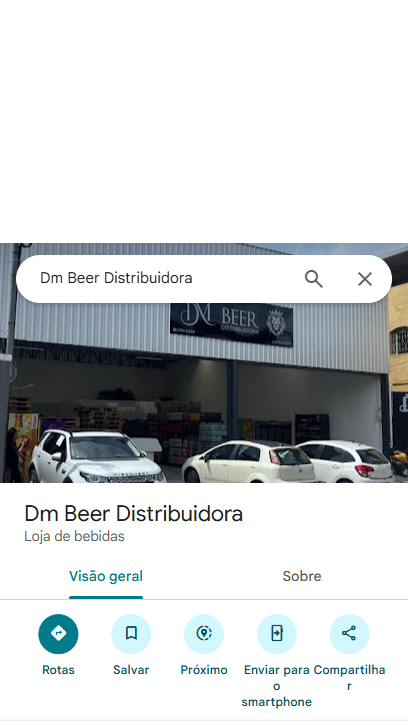 Dm Beer Distribuidora
DM BEER
DISTRIBUIDORA
Dm Beer Distribuidora
Loja de bebidas
Visão geral
Sobre
Rotas
Salvar
Próximo
Enviar para
o
smartphone
Compartilha
r